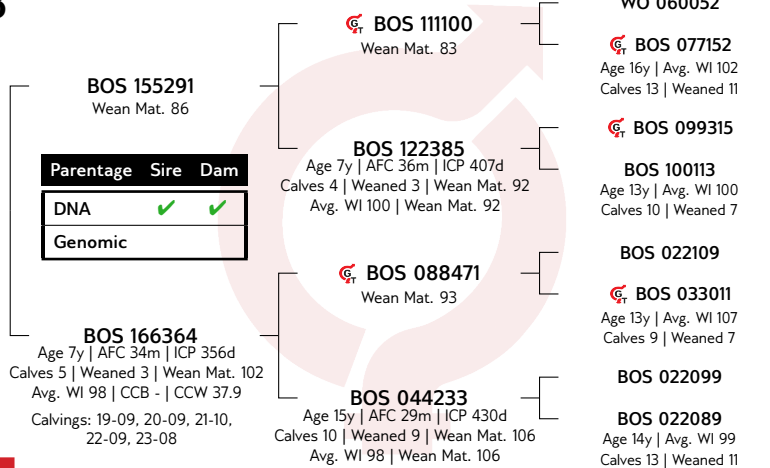 BOS 155291
Wean Mat. 86
Parentage Sire Dam
DNA ✔ ✔
Genomic
BOS 166364
Age 7y | AFC 34m | ICP 356d
Calves 5 | Weaned 3 | Wean Mat. 102
Avg. WI 98 | CCB - | CCW 37.9
Calvings: 19-09, 20-09, 21-10,
22-09, 23-08
GT BOS 111100
Wean Mat. 83
BOS 122385
Age 7y | AFC 36m | ICP 407d
Calves 4 | Weaned 3 | Wean Mat. 92
Avg. WI 100 | Wean Mat. 92
GT BOS 088471
Wean Mat. 93
BOS 044233
Age 15y | AFC 29m | ICP 430d
Calves 10 | Weaned 9 | Wean Mat. 106
Avg. WI 98 | Wean Mat. 106
WO 060052
GT BOS 077152
Age 16y | Avg. WI 102
Calves 13 | Weaned 11
GT BOS 099315
BOS 100113
Age 13y | Avg. WI 100
Calves 10 | Weaned 7
BOS 022109
GT BOS 033011
Age 13y | Avg. WI 107
Calves 9 | Weaned 7
BOS 022099
BOS 022089
Age 14y | Avg. WI 99
Calves 13 | Weaned 11